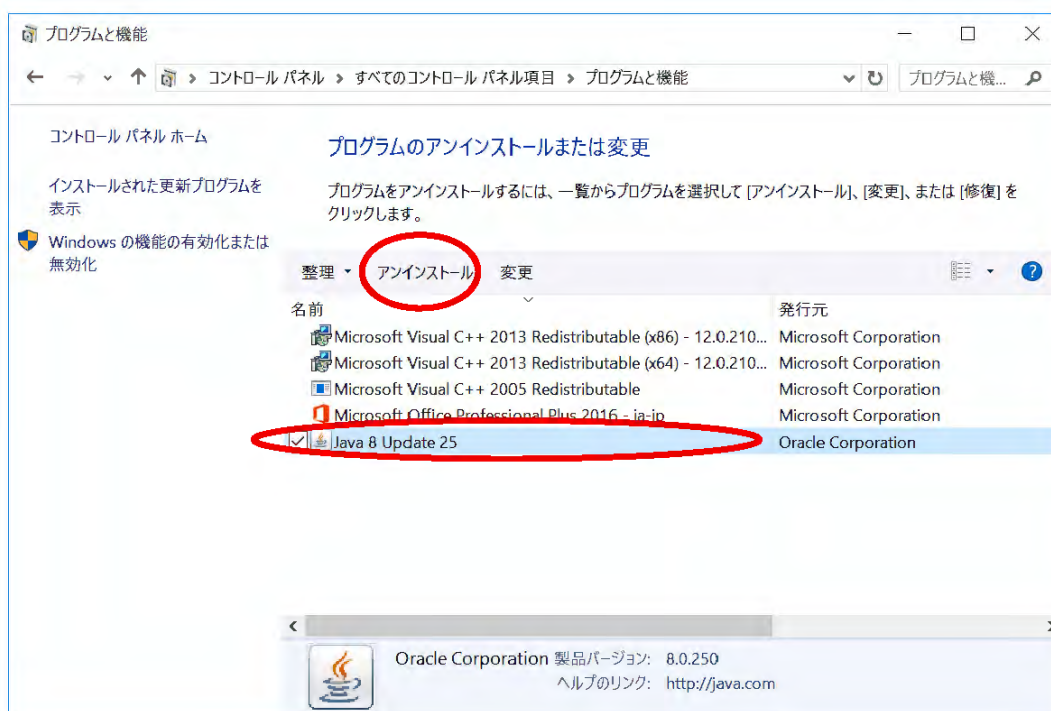 プログラムと機能
コントロール パネル > すべてのコントロール パネル項目 > プログラムと機能
プログラムと機...
コントロール パネル ホーム
インストールされた更新プログラムを
表示
Windows の機能の有効化または
無効化
プログラムのアンインストールまたは変更
プログラムをアンインストールするには、一覧からプログラムを選択して [アンインストール]、[変更]、または [修復] を
クリックします。
整理 アンインストール 変更
名前 発行元
Microsoft Visual C++ 2013 Redistributable (x86) - 12.0.210... Microsoft Corporation
Microsoft Visual C++ 2013 Redistributable (x64) - 12.0.210... Microsoft Corporation
Microsoft Visual C++ 2005 Redistributable Microsoft Corporation
Microsoft Office Professional Plus 2016 - ja-jp Microsoft Corporation
Java 8 Update 25 Oracle Corporation
Oracle Corporation 製品バージョン: 8.0.250
ヘルプのリンク: http://java.com